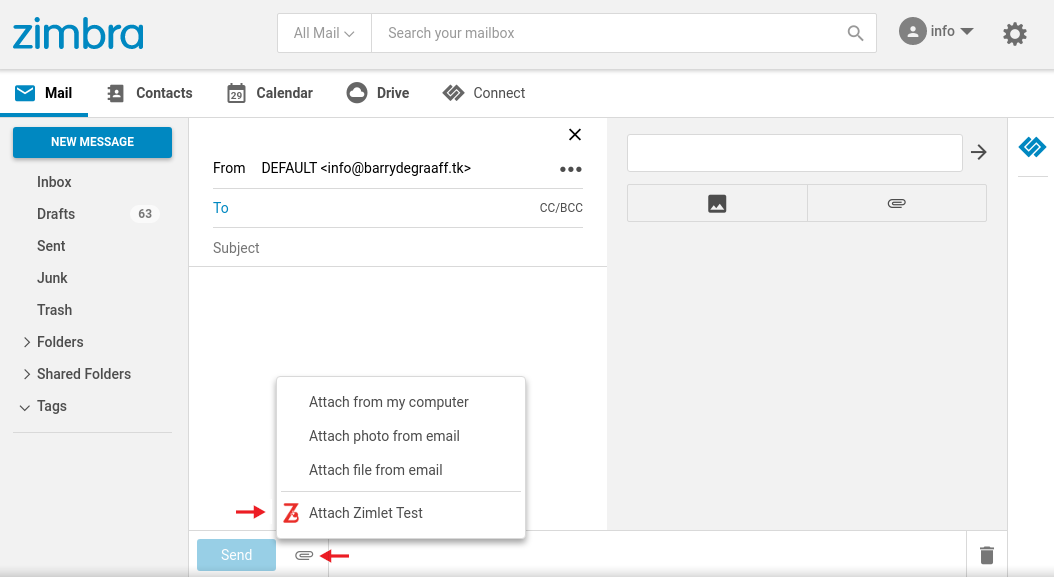 zimbra
All Mail
Search your mailbox
info
Mail
Contacts
29
Calendar
Drive
Connect
NEW MESSAGE
Inbox
Drafts
63
Sent
Junk
Trash
Folders
Shared Folders
Tags
From DEFAULT <info@barrydegraaff.tk>
To
CC/BCC
Subject
Attach from my computer
Attach photo from email
Attach file from email
Attach Zimlet Test
Send